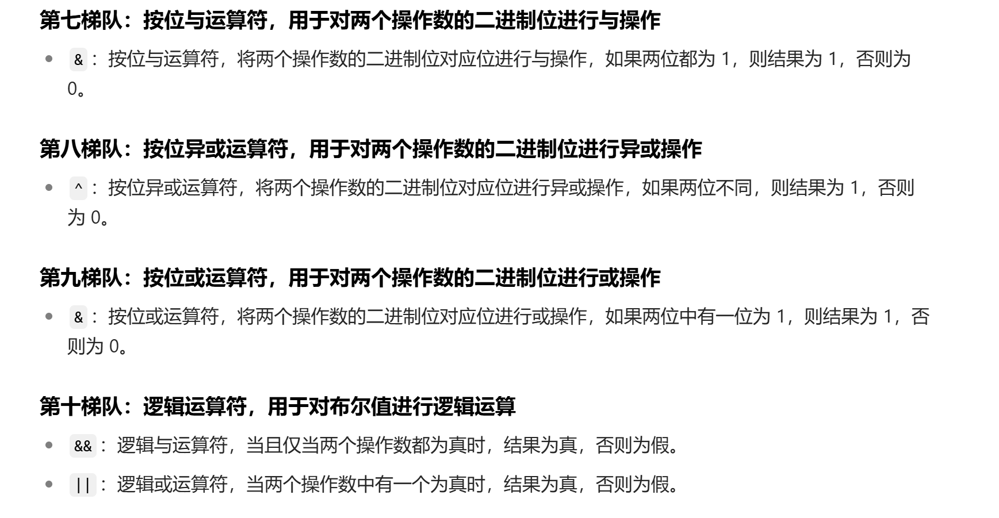 第七梯队：按位与运算符，用于对两个操作数的二进制位进行与操作
& ：按位与运算符，将两个操作数的二进制位对应位进行与操作，如果两位都为 1，则结果为 1，否则为
0。
第八梯队：按位异或运算符，用于对两个操作数的二进制位进行异或操作
^ ：按位异或运算符，将两个操作数的二进制位对应位进行异或操作，如果两位不同，则结果为 1，否则
为 0。
第九梯队：按位或运算符，用于对两个操作数的二进制位进行或操作
& ：按位或运算符，将两个操作数的二进制位对应位进行或操作，如果两位中有一位为 1，则结果为 1，否
则为 0。
第十梯队：逻辑运算符，用于对布尔值进行逻辑运算
&& ：逻辑与运算符，当且仅当两个操作数都为真时，结果为真，否则为假。
|| ：逻辑或运算符，当两个操作数中有一个为真时，结果为真，否则为假。